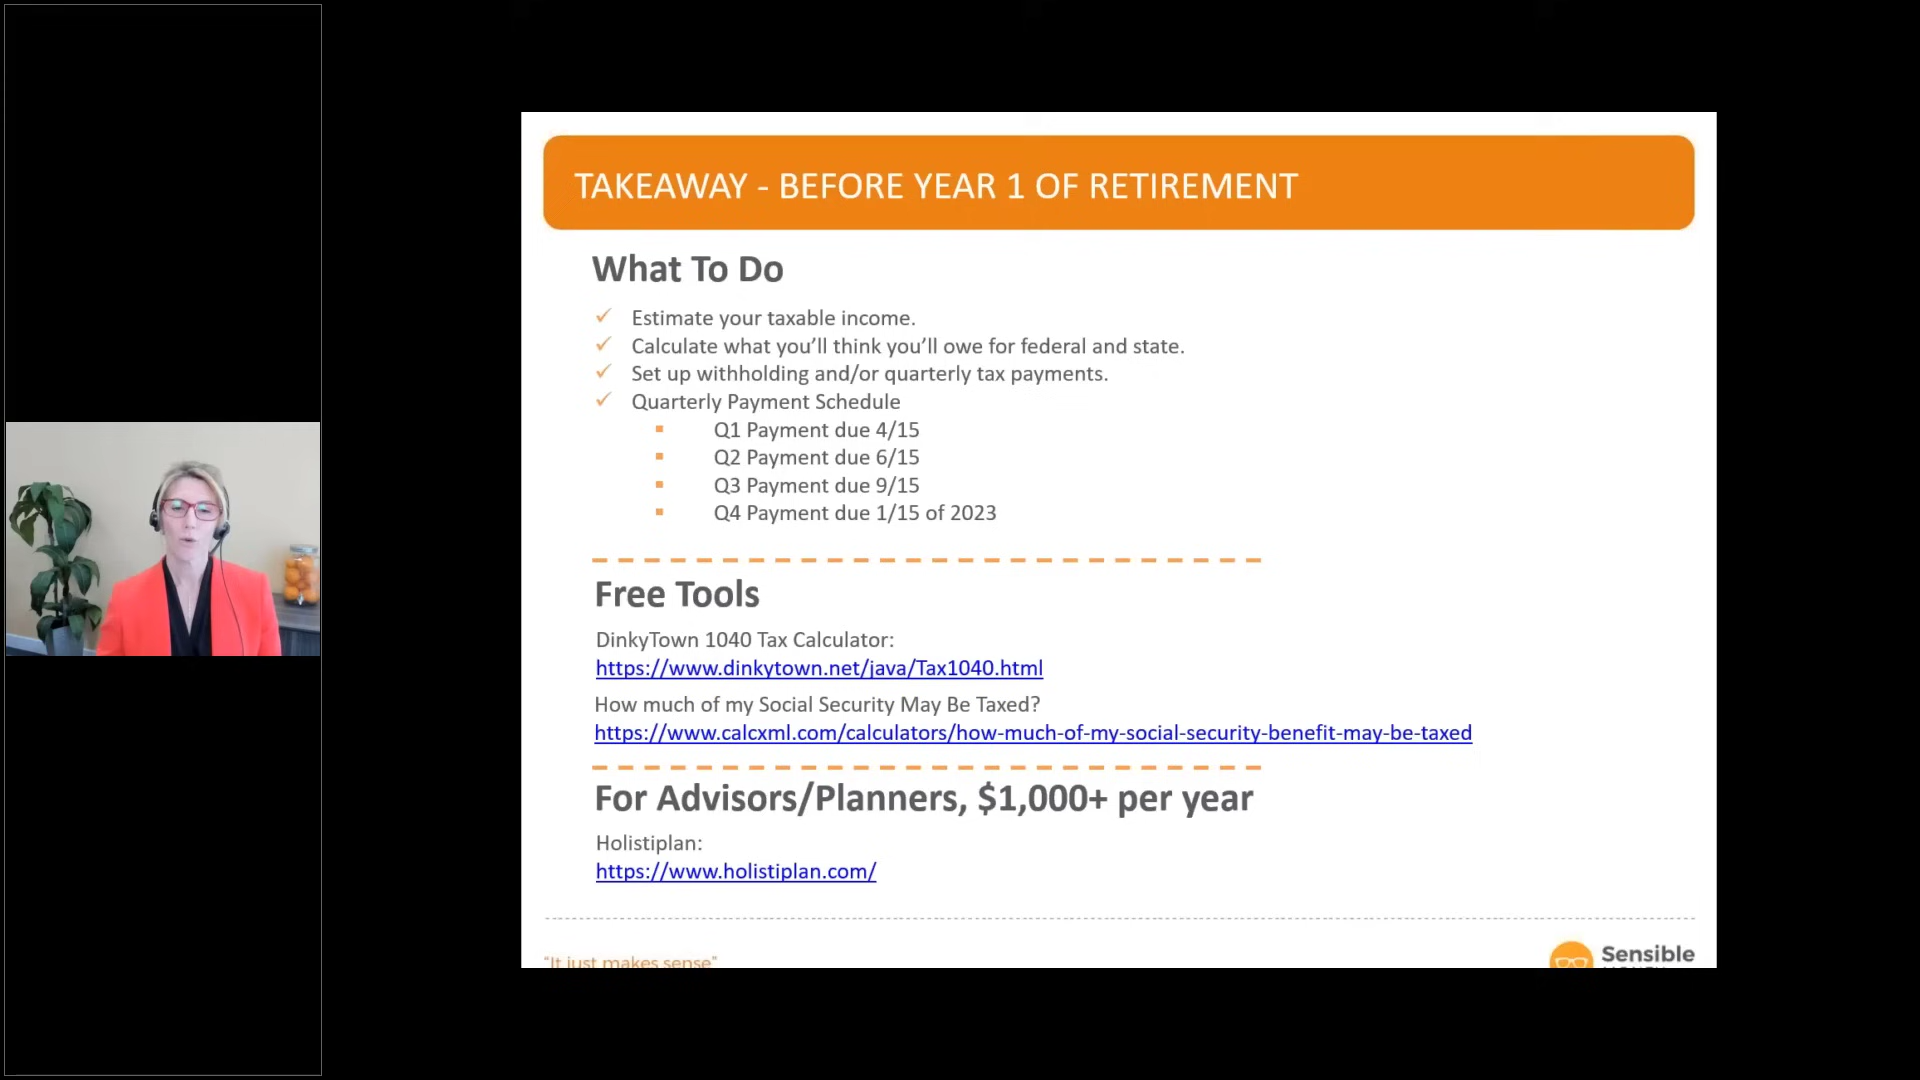 TAKEAWAY - BEFORE YEAR 1 OF RETIREMENT
What To Do
Estimate your taxable income.
Calculate what you’ll think you’ll owe for federal and state.
Set up withholding and/or quarterly tax payments.
Quarterly Payment Schedule
Q1 Payment due 4/15
Q2 Payment due 6/15
Q3 Payment due 9/15
Q4 Payment due 1/15 of 2023
Free Tools
DinkyTown 1040 Tax Calculator:
https://www.dinkytown.net/java/Tax1040.html
How much of my Social Security May Be Taxed?
https://www.calcxml.com/calculators/how-much-of-my-social-security-benefit-may-be-taxed
For Advisors/Planners, $1,000+ per year
Holistiplan:
https://www.holistiplan.com/
“It just makes sense”
Sensible